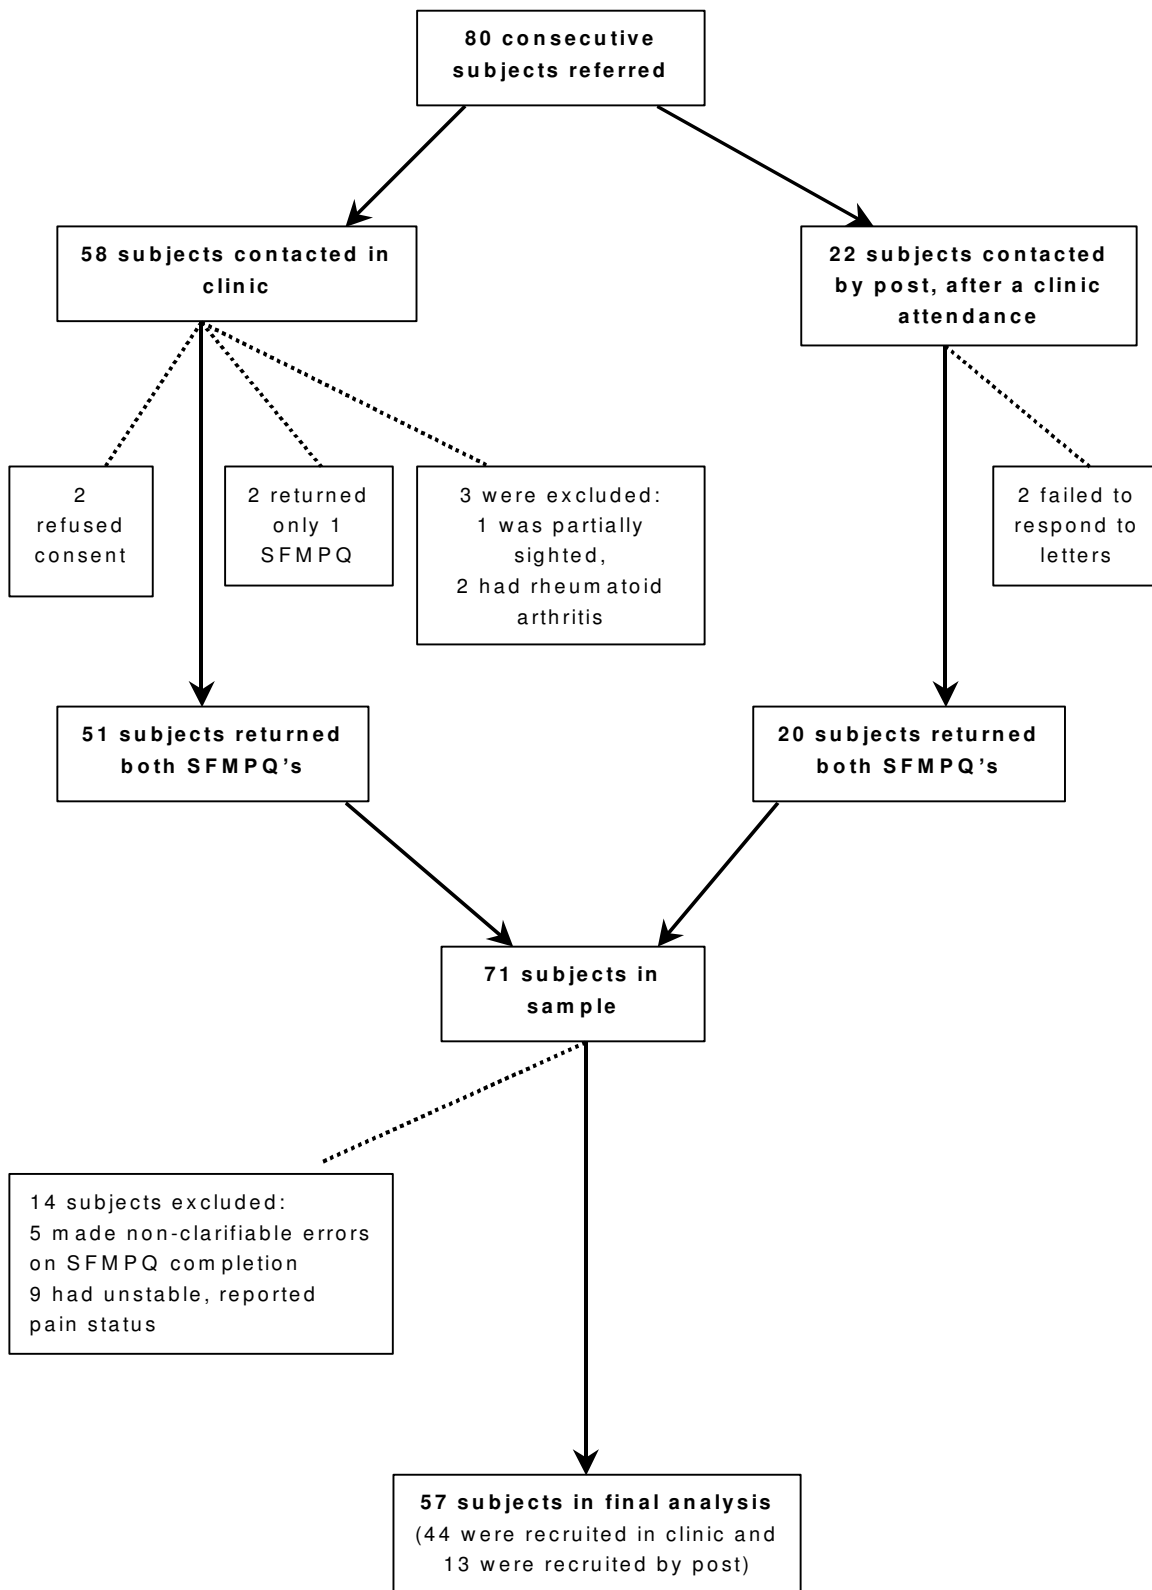 80 consecutive
subjects referred
58 subjects contacted in
clinic
22 subjects contacted
by post, after a clinic
attendance
2
refused
consent
2 returned
only 1
SFMPQ
3 were excluded:
1 was partially
sighted,
2 had rheumatoid
arthritis
2 failed to
respond to
letters
51 subjects returned
both SFMPQ’s
20 subjects returned
both SFMPQ’s
71 subjects in
sample
14 subjects excluded:
5 made non-clarifiable errors
on SFMPQ completion
9 had unstable, reported
pain status
57 subjects in final analysis
(44 were recruited in clinic and
13 were recruited by post)